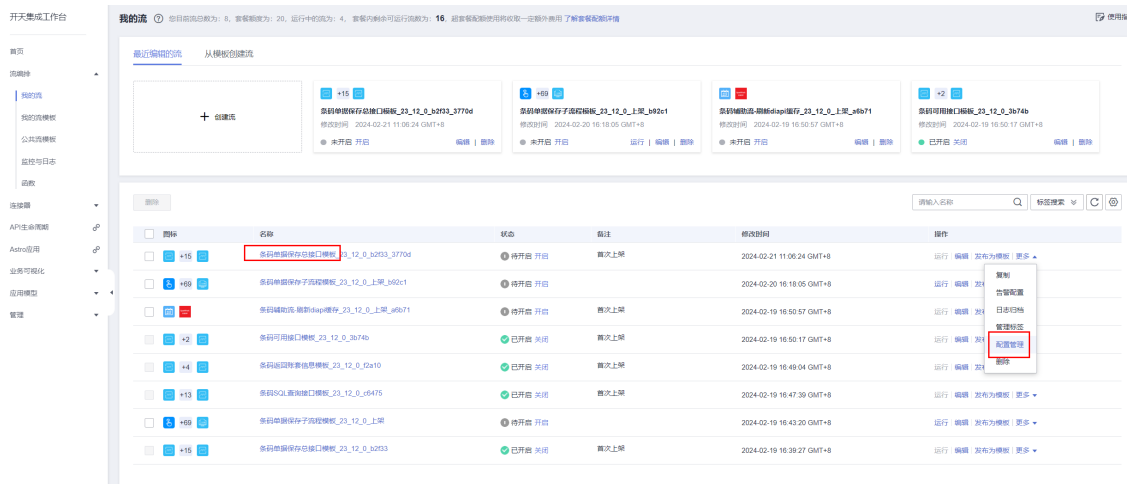 开天集成工作台
我的流 您目前流总数为: 8, 套餐额度为: 20, 运行中的流为: 4, 套餐内剩余可运行流数为: 16, 超套餐配额使用将收取一定额外费用 了解套餐配额详情
使用指
首页
流编排
我的流
我的流模板
公共流模板
监控与日志
函数
连接器
API生命周期
Astro应用
业务可视化
应用模型
管理
最近编辑的流 从模板创建流
+ 创建流
+15
条码单据保存总接口模板_23_12_0_b2f33_3770d
修改时间 2024-02-21 11:06:24 GMT+8
未开启 开启 编辑 | 删除
+69
条码单据保存子流程模板_23_12_0_上架_b92c1
修改时间 2024-02-20 16:18:05 GMT+8
未开启 开启 运行 | 编辑 | 删除
条码辅助流-刷新diapi缓存_23_12_0_上架_a6b71
修改时间 2024-02-19 16:50:57 GMT+8
未开启 开启 编辑 | 删除
+2
条码可用接口模板_23_12_0_3b74b
修改时间 2024-02-19 16:50:17 GMT+8
已开启 关闭 编辑 | 删除
删除 请输入名称 标签搜索
图标 名称 状态 备注 修改时间 操作
+15 条码单据保存总接口模板_23_12_0_b2f33_3770d 待开启 开启 首次上架 2024-02-21 11:06:24 GMT+8 运行 | 编辑 | 发布为模板 | 更多
+69 条码单据保存子流程模板_23_12_0_上架_b92c1 待开启 开启 2024-02-20 16:18:05 GMT+8 运行 | 编辑 | 发
条码辅助流-刷新diapi缓存_23_12_0_上架_a6b71 待开启 开启 首次上架 2024-02-19 16:50:57 GMT+8 运行 | 编辑 | 发
+2 条码可用接口模板_23_12_0_3b74b 已开启 关闭 首次上架 2024-02-19 16:50:17 GMT+8 运行 | 编辑 | 发
+4 条码返回账套信息模板_23_12_0_f2a10 已开启 关闭 首次上架 2024-02-19 16:49:04 GMT+8 运行 | 编辑 | 发
+13 条码SQL查询接口模板_23_12_0_c6475 已开启 关闭 首次上架 2024-02-19 16:47:39 GMT+8 运行 | 编辑 | 发布为模板 | 更多
+69 条码单据保存子流程模板_23_12_0_上架 待开启 开启 2024-02-19 16:43:20 GMT+8 运行 | 编辑 | 发布为模板 | 更多
+15 条码单据保存总接口模板_23_12_0_b2f33 已开启 关闭 首次上架 2024-02-19 16:39:27 GMT+8 运行 | 编辑 | 发布为模板 | 更多
复制
告警配置
日志归档
管理标签
配置管理
删除